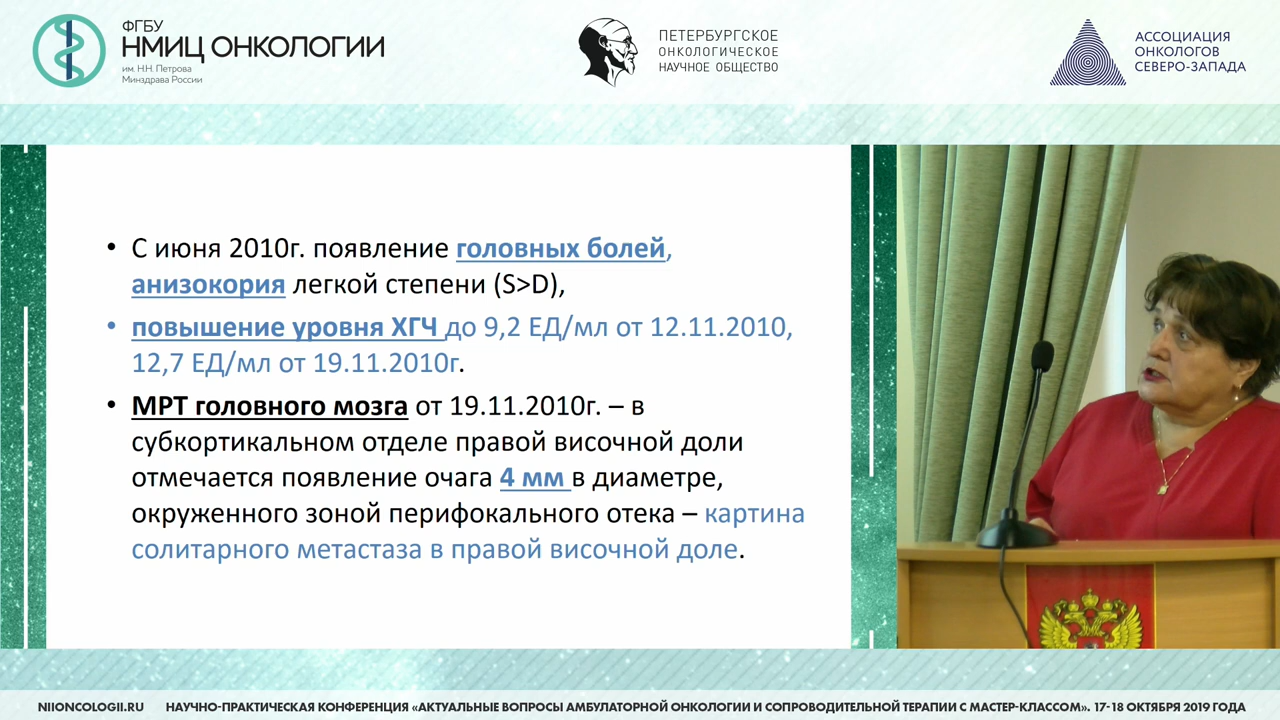 ФГБУ
НМИЦ ОНКОЛОГИИ
им. Н.Н. Петрова
Минздрава России
ПЕТЕРБУРГСКОЕ
ОНКОЛОГИЧЕСКОЕ
НАУЧНОЕ ОБЩЕСТВО
АССОЦИАЦИЯ
ОНКОЛОГОВ
СЕВЕРО-ЗАПАДА
• С июня 2010г. появление головных болей,
анизокория легкой степени (S>D),
• повышение уровня ХГЧ до 9,2 ЕД/мл от 12.11.2010,
12,7 ЕД/мл от 19.11.2010г.
• МРТ головного мозга от 19.11.2010г. – в
субкортикальном отделе правой височной доли
отмечается появление очага 4 мм в диаметре,
окруженного зоной перифокального отека – картина
солитарного метастаза в правой височной доле.
NIIONCOLOGII.RU НАУЧНО-ПРАКТИЧЕСКАЯ КОНФЕРЕНЦИЯ «АКТУАЛЬНЫЕ ВОПРОСЫ АМБУЛАТОРНОЙ ОНКОЛОГИИ И СОПРОВОДИТЕЛЬНОЙ ТЕРАПИИ С МАСТЕР-КЛАССОМ». 17-18 ОКТЯБРЯ 2019 ГОДА